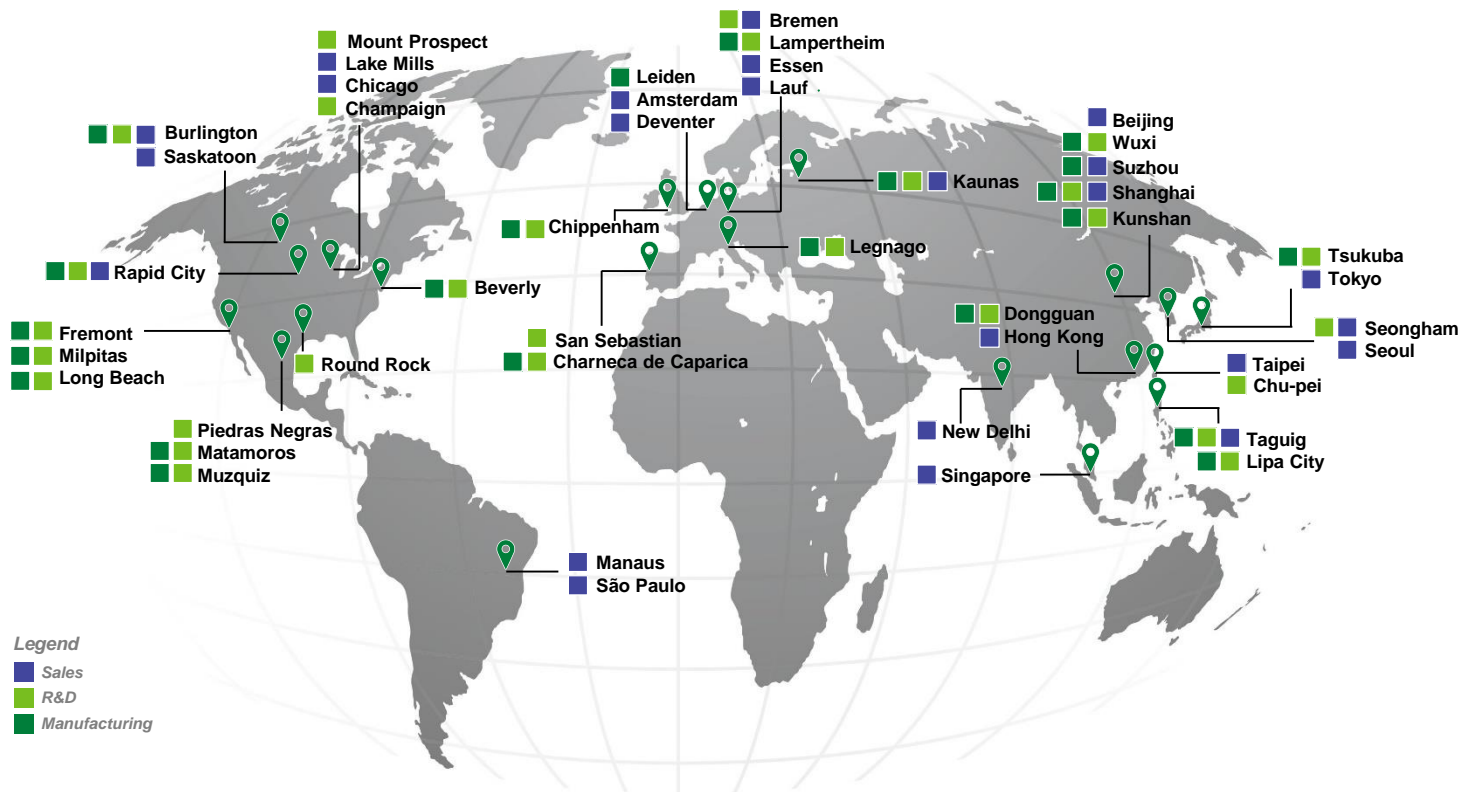 Mount Prospect
Lake Mills
Chicago
Champaign
Burlington
Saskatoon
Rapid City
Beverly
Fremont
Milpitas
Long Beach
Round Rock
Piedras Negras
Matamoros
Muzquiz
Manaus
São Paulo
Leiden
Amsterdam
Deventer
Bremen
Lampertheim
Essen
Lauf
Kaunas
Chippenham
Legnago
San Sebastian
Charneca de Caparica
Beijing
Wuxi
Suzhou
Shanghai
Kunshan
Tsukuba
Tokyo
Seongham
Seoul
Dongguan
Hong Kong
Taipei
Chu-pei
New Delhi
Singapore
Taguig
Lipa City
Legend
Sales
R&D
Manufacturing